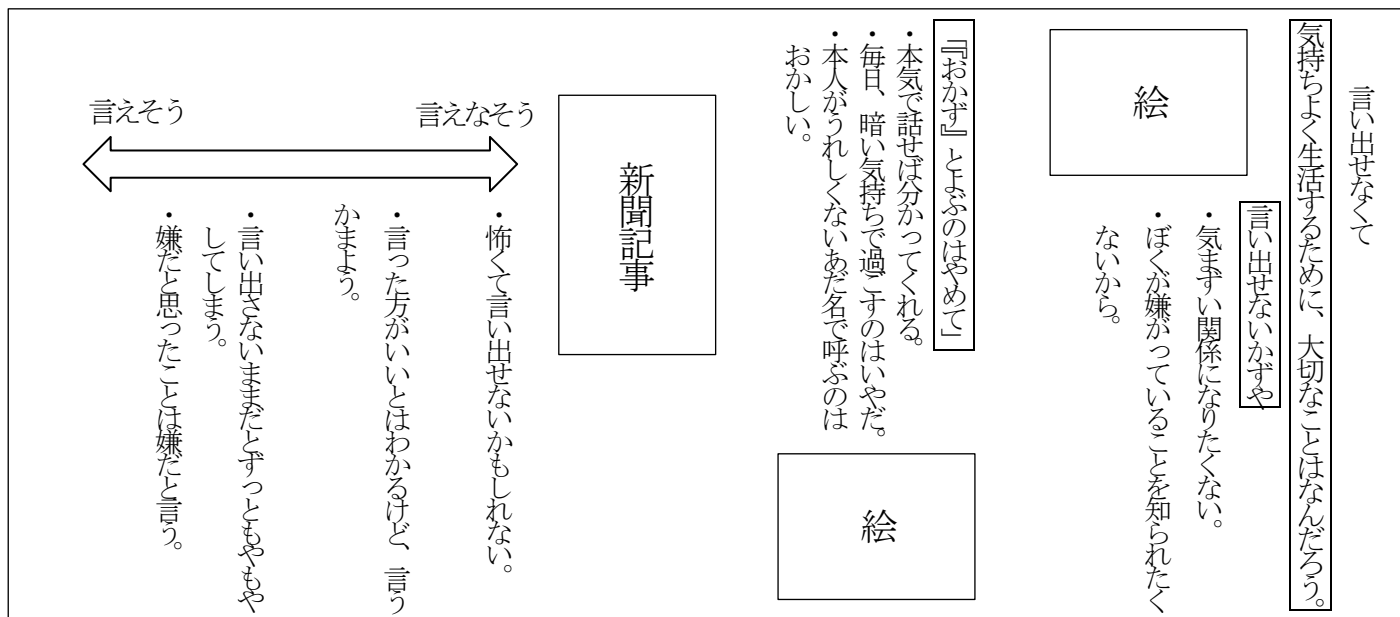 言い出せなくて
気持ちよく生活するために、大切なことはなんだろう。
絵
言い出せないかずや
・気まずい関係になりたくない。
・ぼくが嫌がっていることを知られたく
ないから。
『『おかず』とよぶのはやめて」
・本気で話せば分かってくれる。
・毎日、暗い気持ちで過ごすのはいやだ。
・本人がうれしくないあだ名で呼ぶのは
おかしい。
絵
新聞記事
言えなそう
言えそう
・怖くて言い出せないかもしれない。
・言った方がいいとはわかるけど、言う
かまよう。
・言い出さないままだとずっともやもや
してしまう。
・嫌だと思ったことは嫌だと言う。